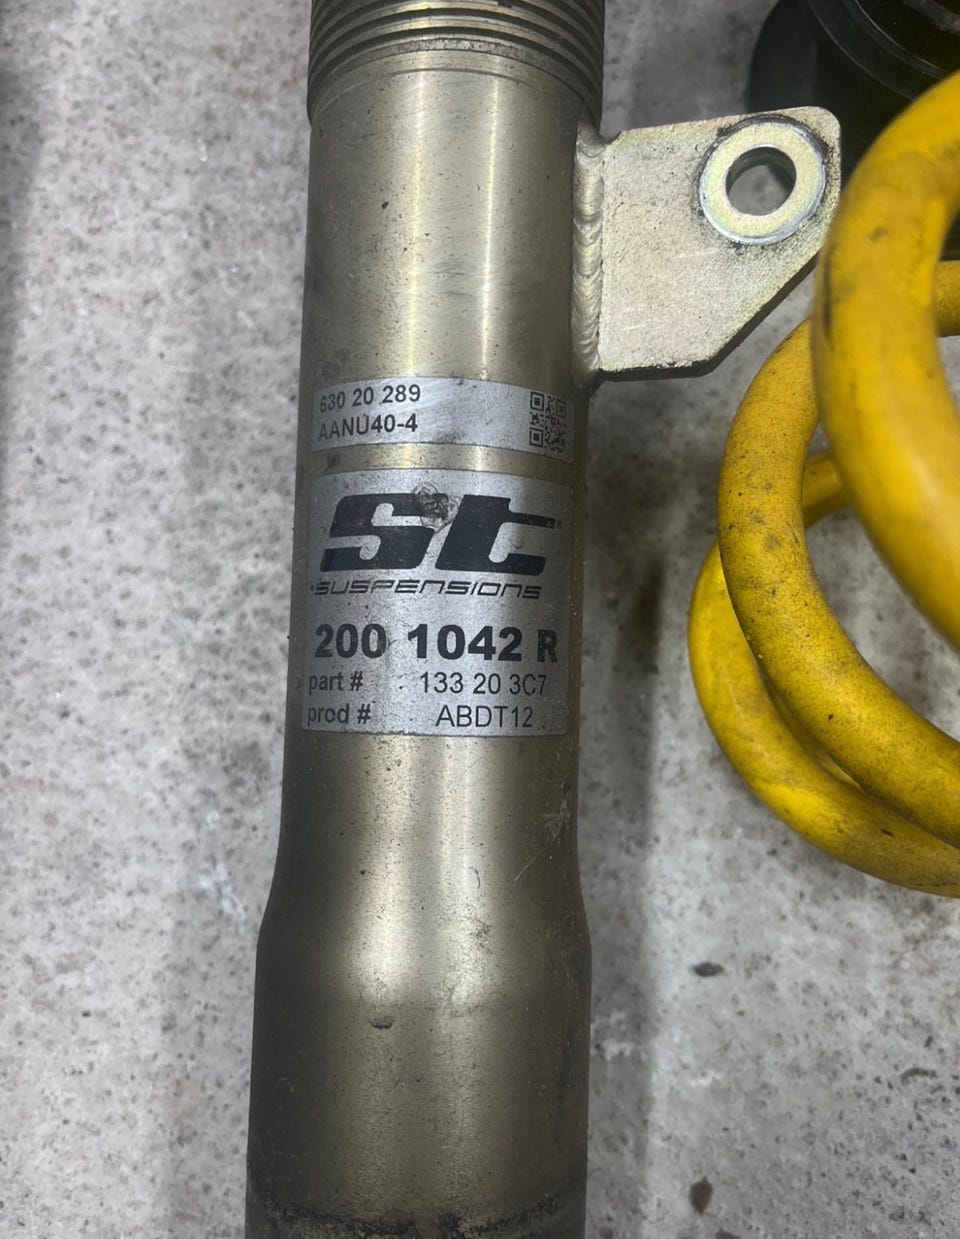 630 20 289
AANU40-4
st
SUSPENSIONS
200 1042 R
part # 133 20 3C7
prod # ABDT12